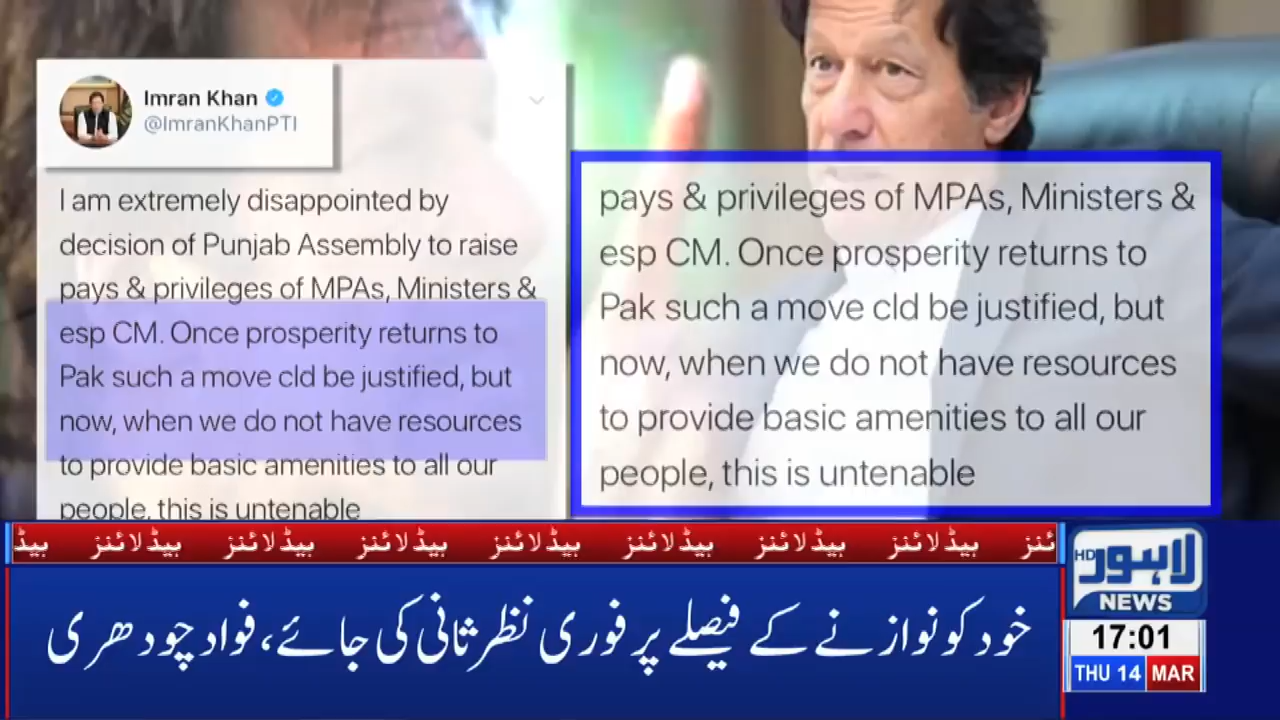 Imran Khan
@ImranKhanPTI
I am extremely disappointed by
decision of Punjab Assembly to raise
pays & privileges of MPAs, Ministers &
esp CM. Once prosperity returns to
Pak such a move cld be justified, but
now, when we do not have resources
to provide basic amenities to all our
people, this is untenable
pays & privileges of MPAs, Ministers &
esp CM. Once prosperity returns to
Pak such a move cld be justified, but
now, when we do not have resources
to provide basic amenities to all our
people, this is untenable
ئنز ہیڈلائنز ہیڈلائنز ہیڈلائنز ہیڈلائنز ہیڈلائنز ہیڈلائنز ہیڈلائنز ہیڈ
خود کو نوازنے کے فیصلے پر فوری نظر ثانی کی جائے، فواد چودھری
HD لاہور
NEWS
17:01
THU 14 MAR